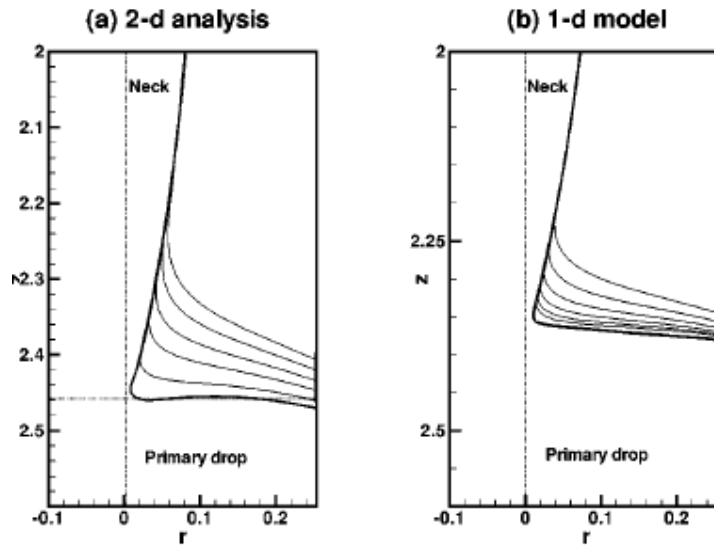 (a) 2-d analysis
2
Neck
2.1
2.2
z
2.3
2.4
2.5
Primary drop
-0.1
0
0.1
0.2
r
(b) 1-d model
2
Neck
2.25
z
2.5
Primary drop
-0.1
0
0.1
0.2
r